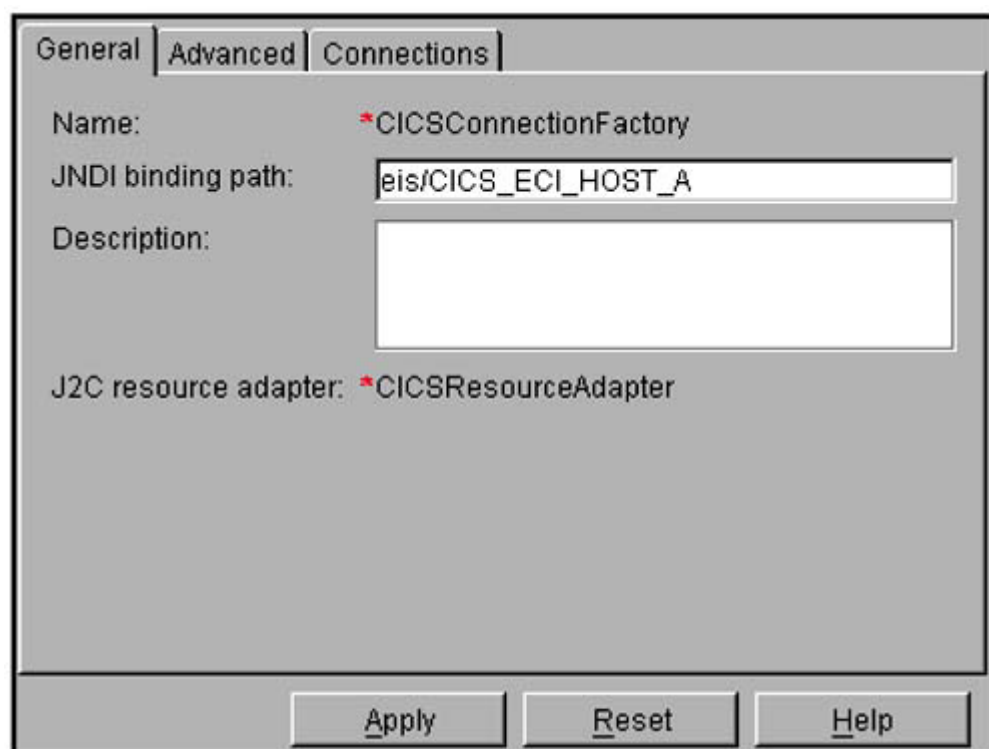 General Advanced Connections
Name: *CICSConnectionFactory
JNDI binding path: eis/CICS_ECI_HOST_A
Description:
J2C resource adapter: *CICSResourceAdapter
Apply Reset Help